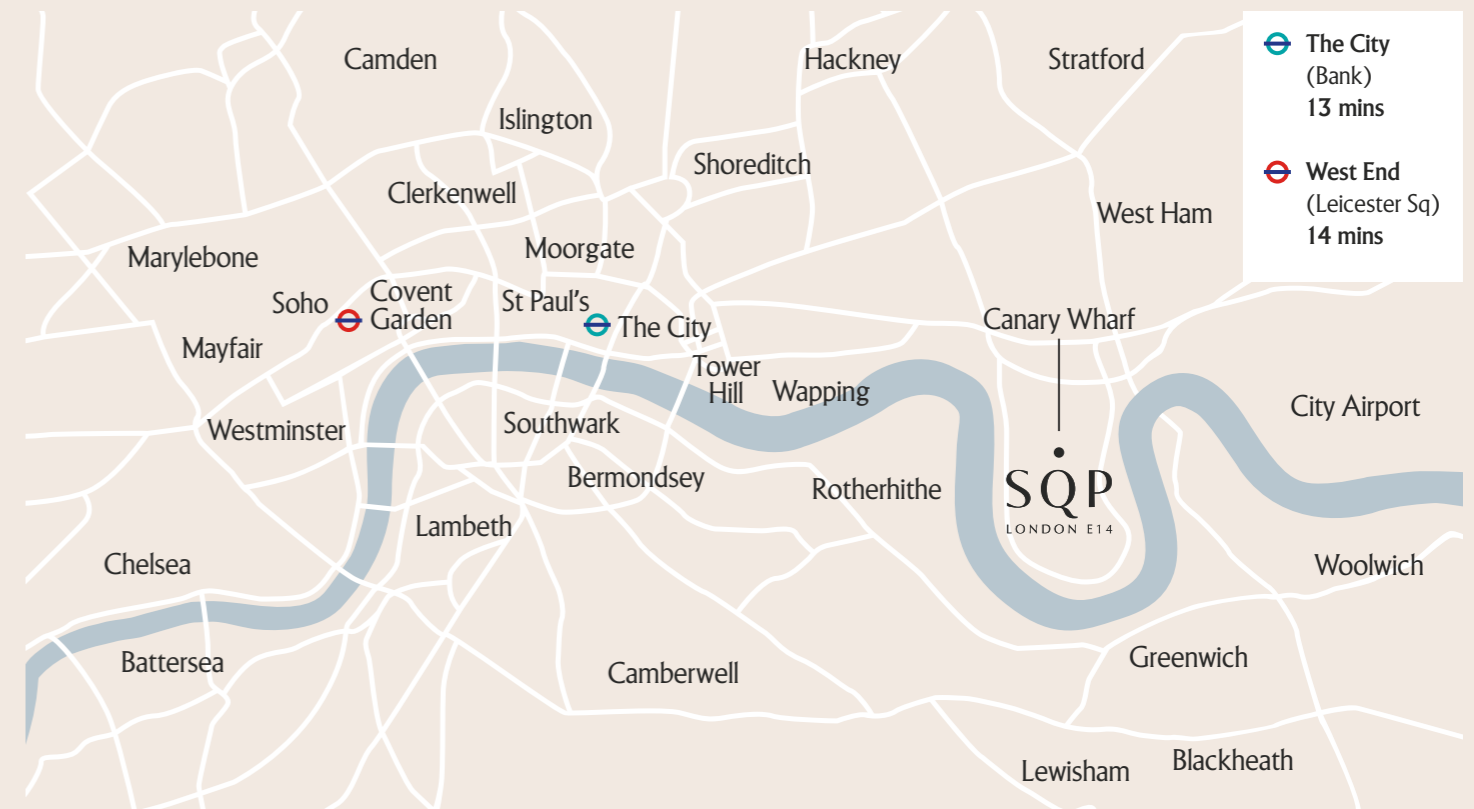 Camden
Hackney
Stratford
Islington
Shoreditch
Clerkenwell
West Ham
Marylebone
Moorgate
Soho
Covent
Garden
St Paul's
The City
Canary Wharf
Mayfair
Tower
Hill
Wapping
City Airport
Westminster
Southwark
Bermondsey
Rotherhithe
SQP
LONDON E14
Lambeth
Chelsea
Woolwich
Battersea
Camberwell
Greenwich
Lewisham
Blackheath
The City
(Bank)
13 mins
West End
(Leicester Sq)
14 mins